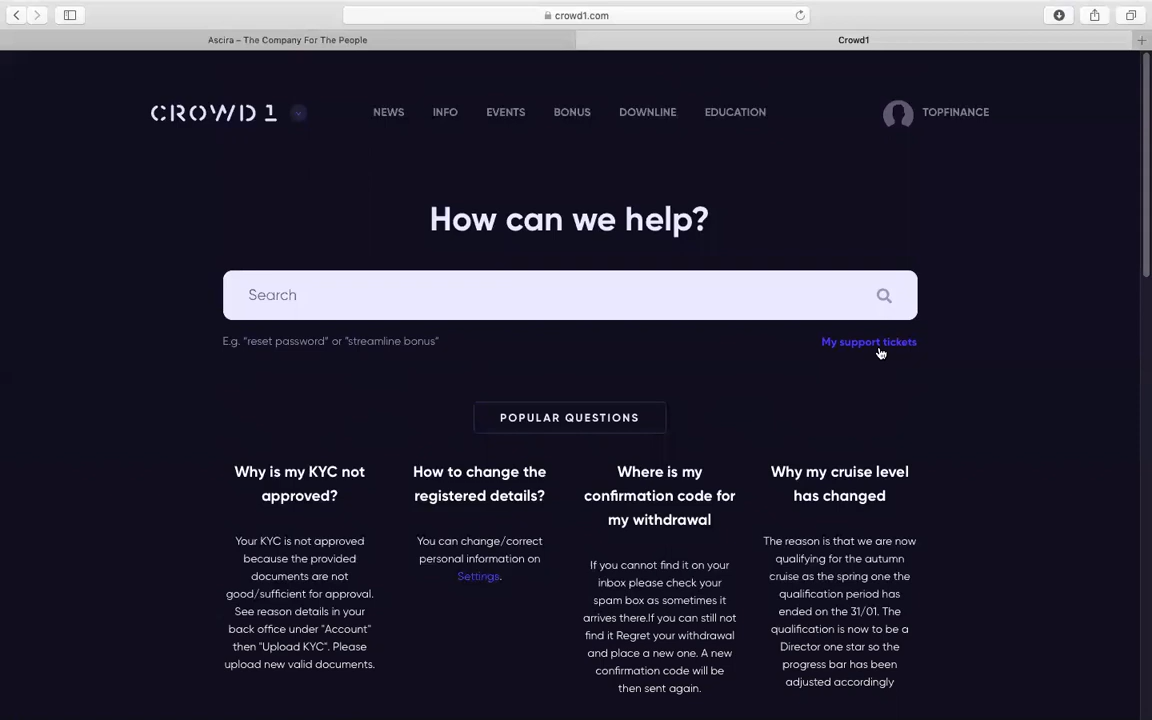 crowd1.com
Ascira – The Company For The People
Crowd1
CROWD 1
NEWS
INFO
EVENTS
BONUS
DOWNLINE
EDUCATION
TOPFINANCE
How can we help?
Search
E.g. "reset password" or "streamline bonus"
My support tickets
POPULAR QUESTIONS
Why is my KYC not
approved?
Your KYC is not approved
because the provided
documents are not
good/sufficient for approval.
See reason details in your
back office under "Account"
then "Upload KYC". Please
upload new valid documents.
How to change the
registered details?
You can change/correct
personal information on
Settings.
Where is my
confirmation code for
my withdrawal
If you cannot find it on your
inbox please check your
spam box as sometimes it
arrives there.If you can still not
find it Regret your withdrawal
and place a new one. A new
confirmation code will be
then sent again.
Why my cruise level
has changed
The reason is that we are now
qualifying for the autumn
cruise as the spring one the
qualification period has
ended on the 31/01. The
qualification is now to be a
Director one star so the
progress bar has been
adjusted accordingly